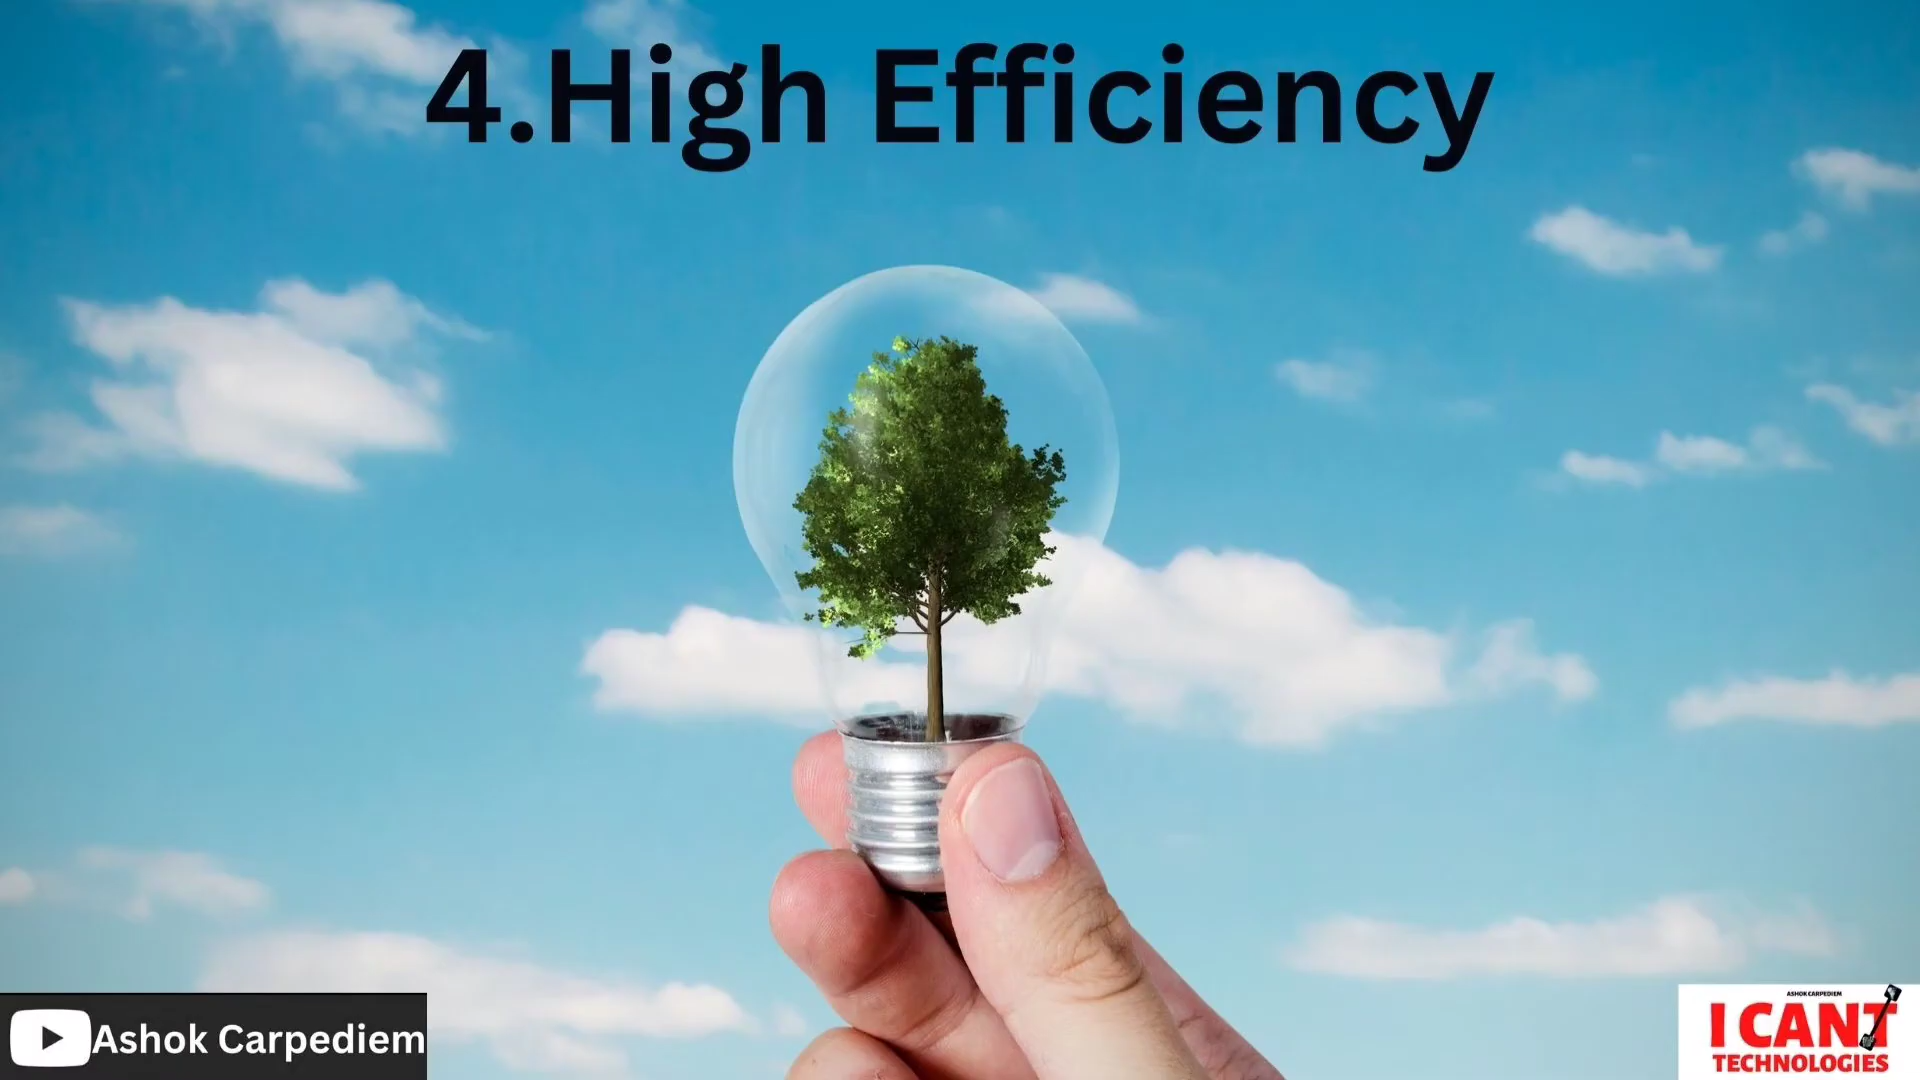 4.High Efficiency
Ashok Carpediem
ASHOK CARPEDIEM
I CANT
TECHNOLOGIES